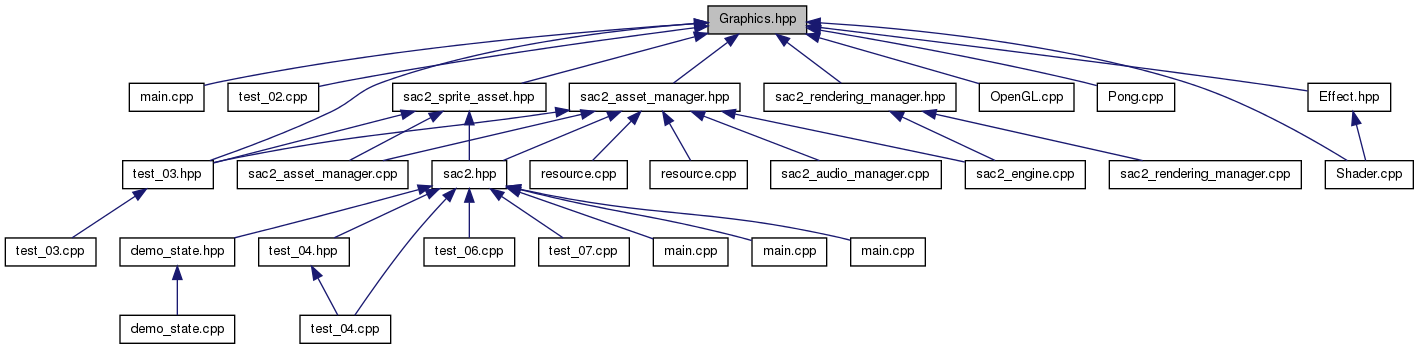 Graphics.hpp
main.cpp
test_02.cpp
sac2_sprite_asset.hpp
sac2_asset_manager.hpp
sac2_rendering_manager.hpp
OpenGL.cpp
Pong.cpp
Effect.hpp
test_03.hpp
sac2_asset_manager.cpp
sac2.hpp
resource.cpp
resource.cpp
sac2_audio_manager.cpp
sac2_engine.cpp
sac2_rendering_manager.cpp
Shader.cpp
test_03.cpp
demo_state.hpp
test_04.hpp
test_06.cpp
test_07.cpp
main.cpp
main.cpp
main.cpp
demo_state.cpp
test_04.cpp